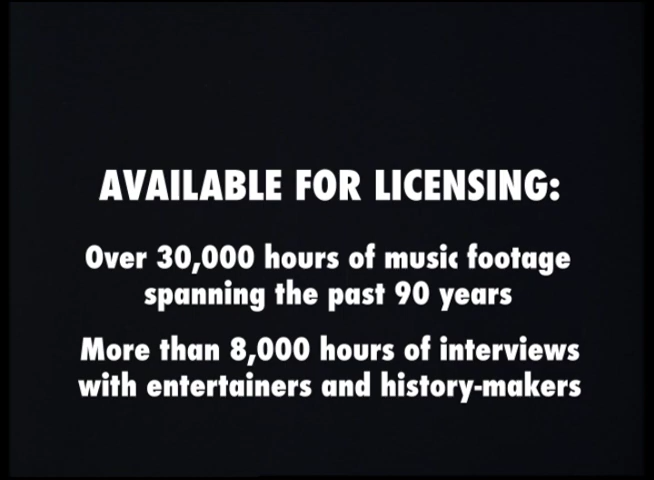 AVAILABLE FOR LICENSING:
Over 30,000 hours of music footage
spanning the past 90 years
More than 8,000 hours of interviews
with entertainers and history-makers